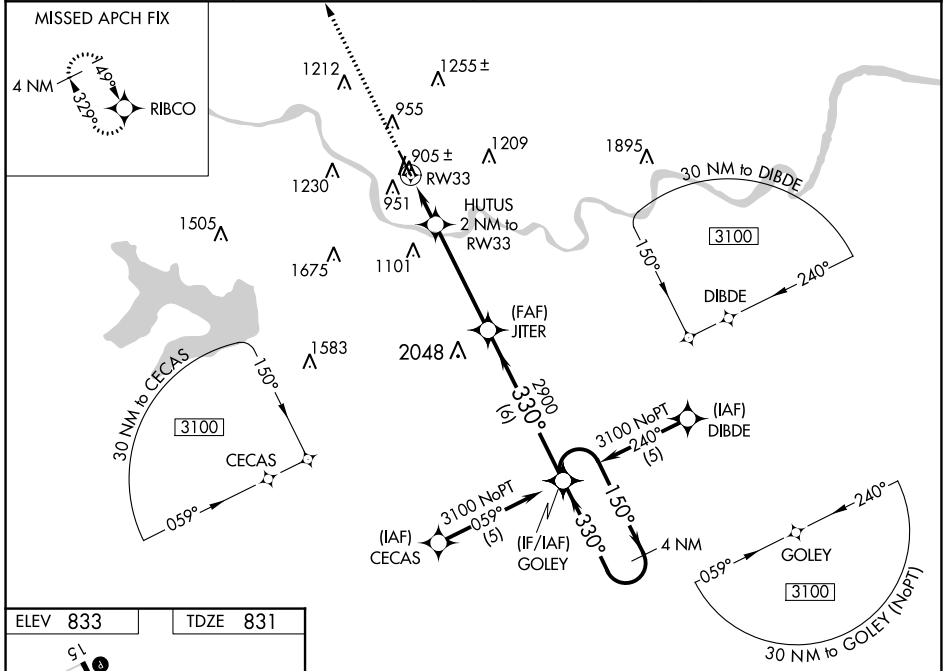 MISSED APCH FIX
4 NM
149°
329°
RIBCO
1212
1255 ±
955
905 ±
RW33
1209
1895
1230
951
HUTUS
2 NM to
RW33
30 NM to DIBDE
3100
150°
240°
DIBDE
1505
1675
1101
(FAF)
JITER
2048
1583
30 NM to CECAS
150°
3100
CECAS
059°
2900
330°
(6)
3100 NoPT
240°
(5)
(IAF)
DIBDE
3100 NoPT
059°
(5)
(IAF)
CECAS
(IF/IAF)
GOLEY
330°
150°
4 NM
240°
059°
GOLEY
3100
30 NM to GOLEY (NoPT)
ELEV 833
TDZE 831
15
P